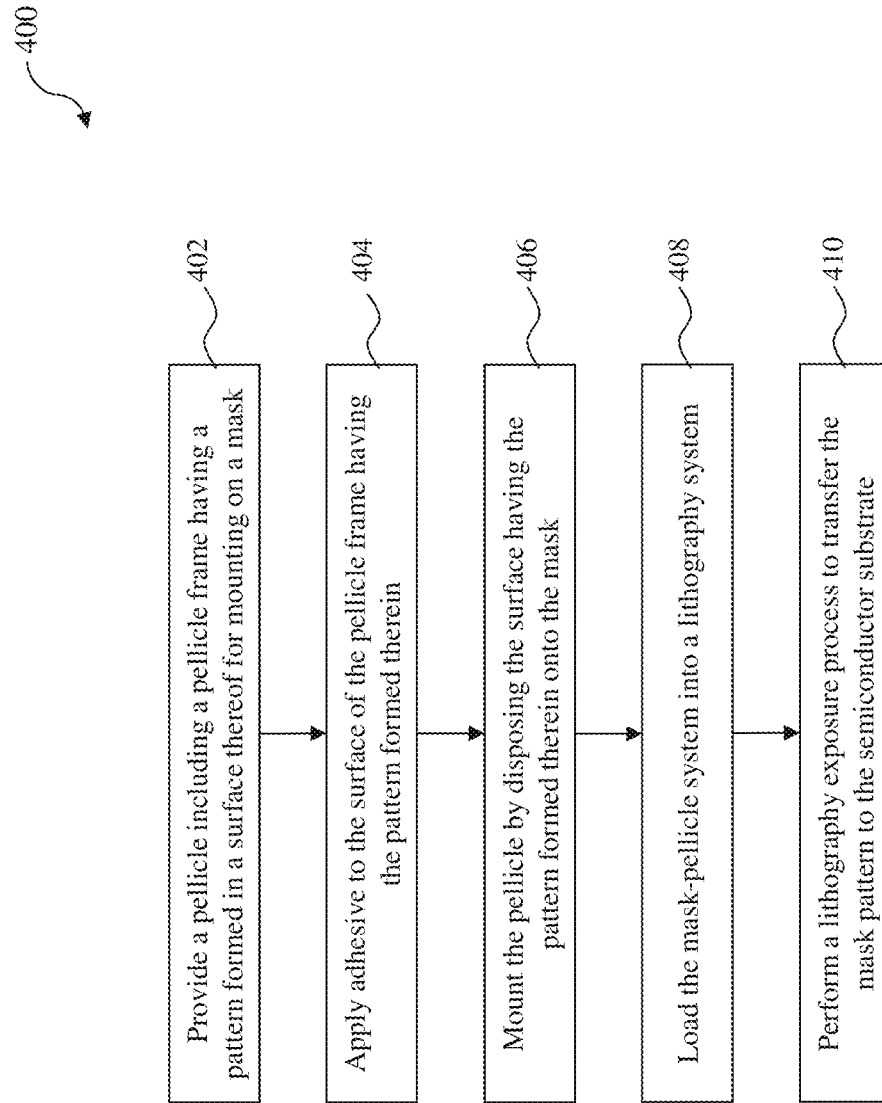 400
Provide a pellicle including a pellicle frame having a
pattern formed in a surface thereof for mounting on a mask
402
Apply adhesive to the surface of the pellicle frame having
the pattern formed therein
404
Mount the pellicle by disposing the surface having the
pattern formed therein onto the mask
406
Load the mask-pellicle system into a lithography system
408
Perform a lithography exposure process to transfer the
mask pattern to the semiconductor substrate
410